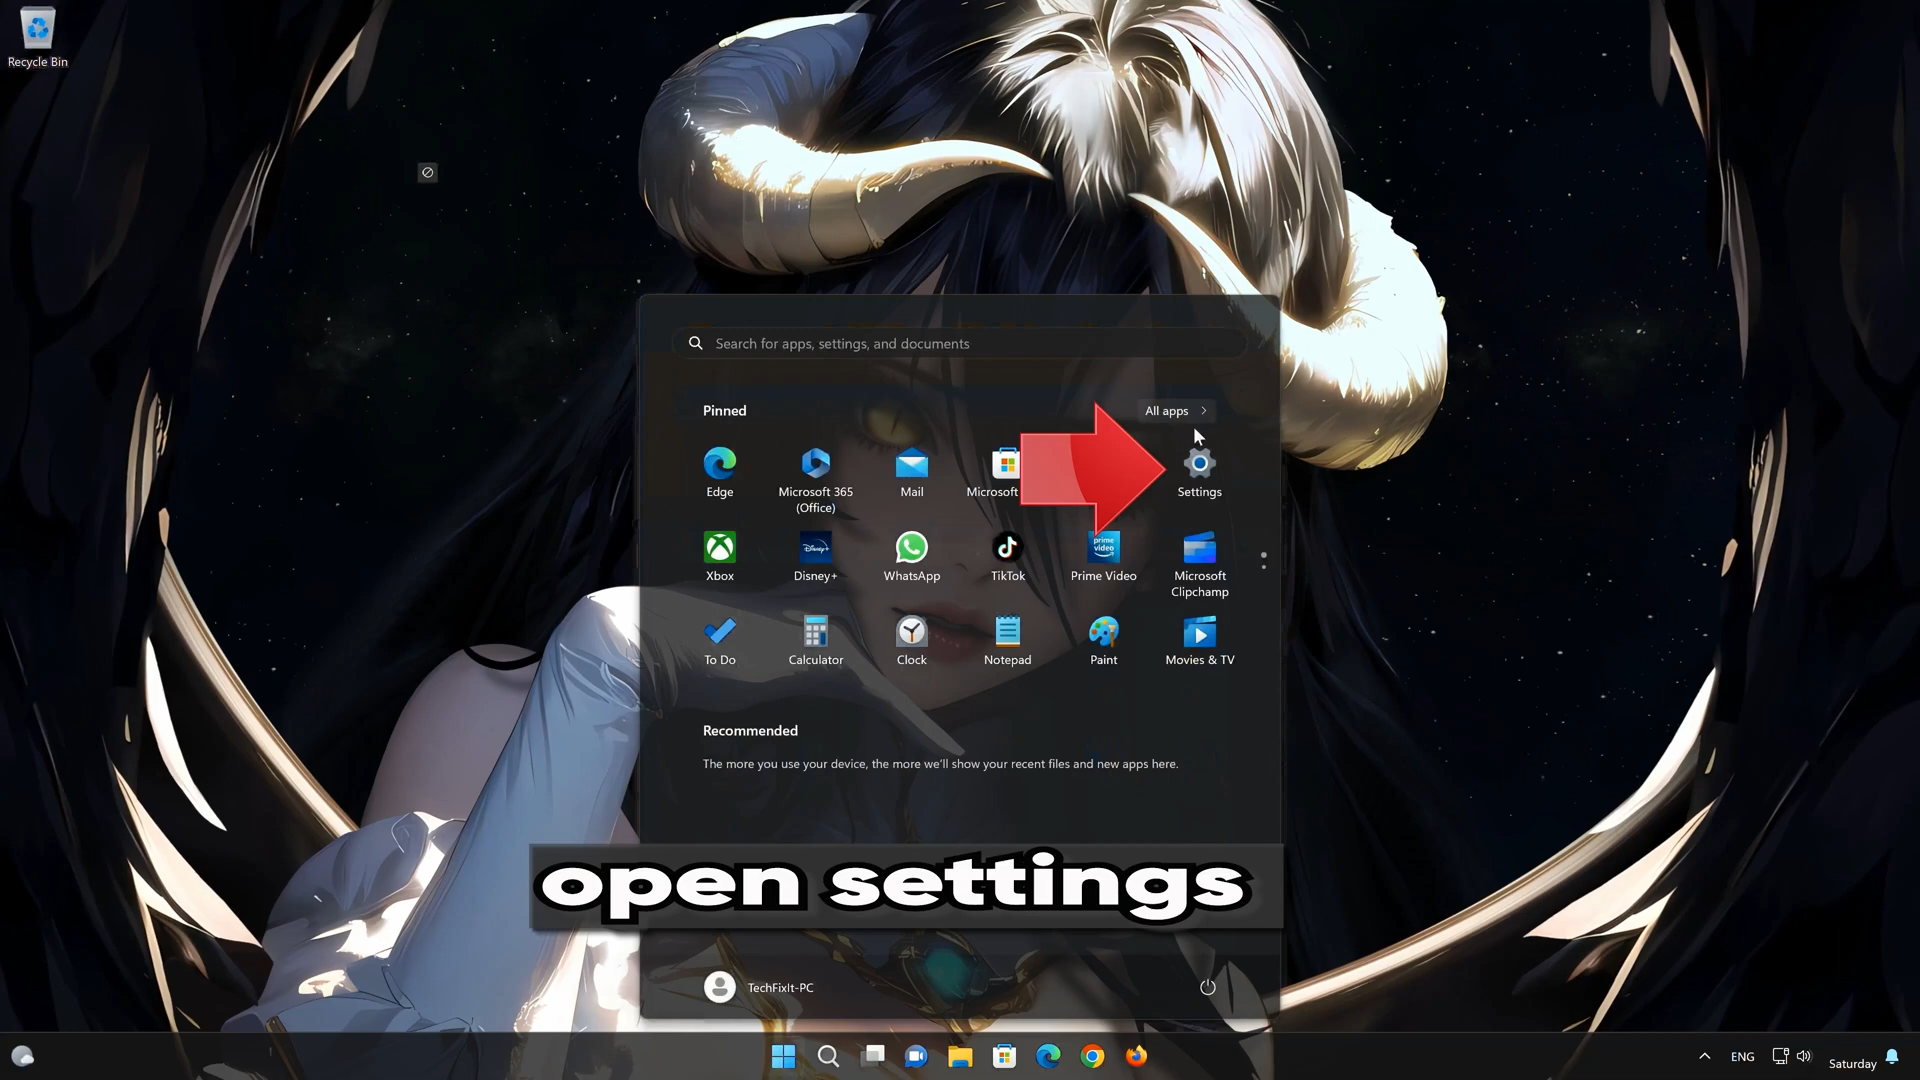 Recycle Bin
Search for apps, settings, and documents
Pinned
All apps
Edge
Microsoft 365
(Office)
Mail
Microsoft
Settings
Xbox
Disney+
Disney+
WhatsApp
TikTok
prime
video
Prime Video
Microsoft
Clipchamp
To Do
Calculator
Clock
Notepad
Paint
Movies & TV
Recommended
The more you use your device, the more we'll show your recent files and new apps here.
open settings
TechFixIt-PC
ENG
Saturday